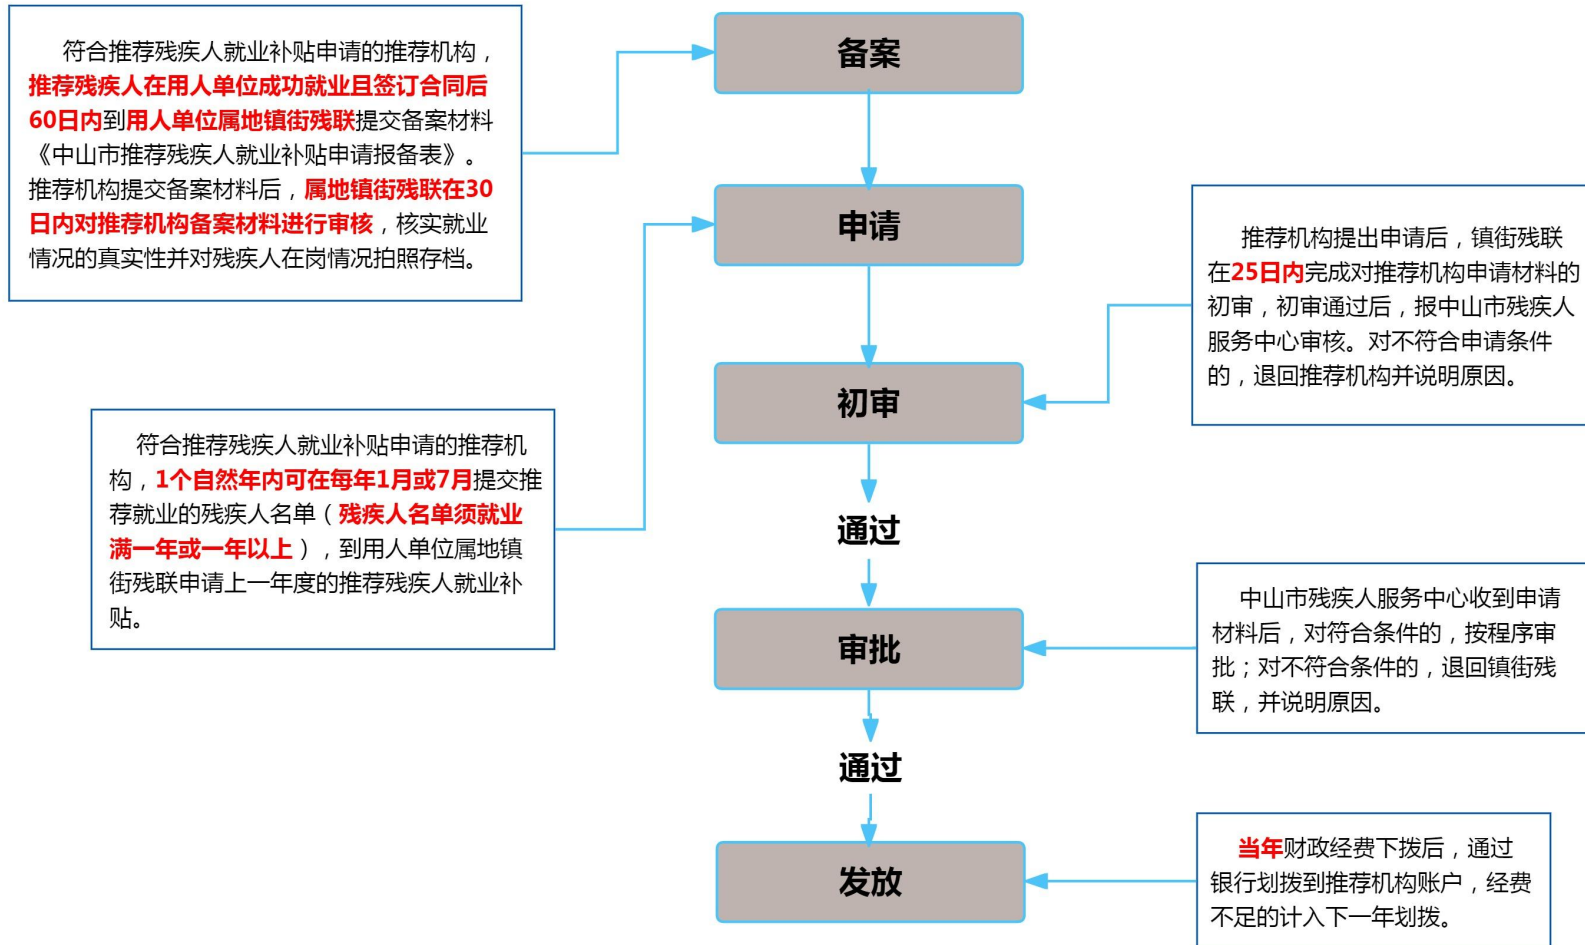 备案
符合推荐残疾人就业补贴申请的推荐机构，
推荐残疾人在用人单位成功就业且签订合同后
60日内到用人单位属地镇街残联提交备案材料
《中山市推荐残疾人就业补贴申请报备表》。
推荐机构提交备案材料后，属地镇街残联在30
日内对推荐机构备案材料进行审核，核实就业
情况的真实性并对残疾人在岗情况拍照存档。
申请
符合推荐残疾人就业补贴申请的推荐机
构，1个自然年内可在每年1月或7月提交推
荐就业的残疾人名单（残疾人名单须就业
满一年或一年以上），到用人单位属地镇
街残联申请上一年度的推荐残疾人就业补
贴。
初审
推荐机构提出申请后，镇街残联
在25日内完成对推荐机构申请材料的
初审，初审通过后，报中山市残疾人
服务中心审核。对不符合申请条件
的，退回推荐机构并说明原因。
通过
审批
中山市残疾人服务中心收到申请
材料后，对符合条件的，按程序审
批；对不符合条件的，退回镇街残
联，并说明原因。
通过
发放
当年财政经费下拨后，通过
银行划拨到推荐机构账户，经费
不足的计入下一年划拨。